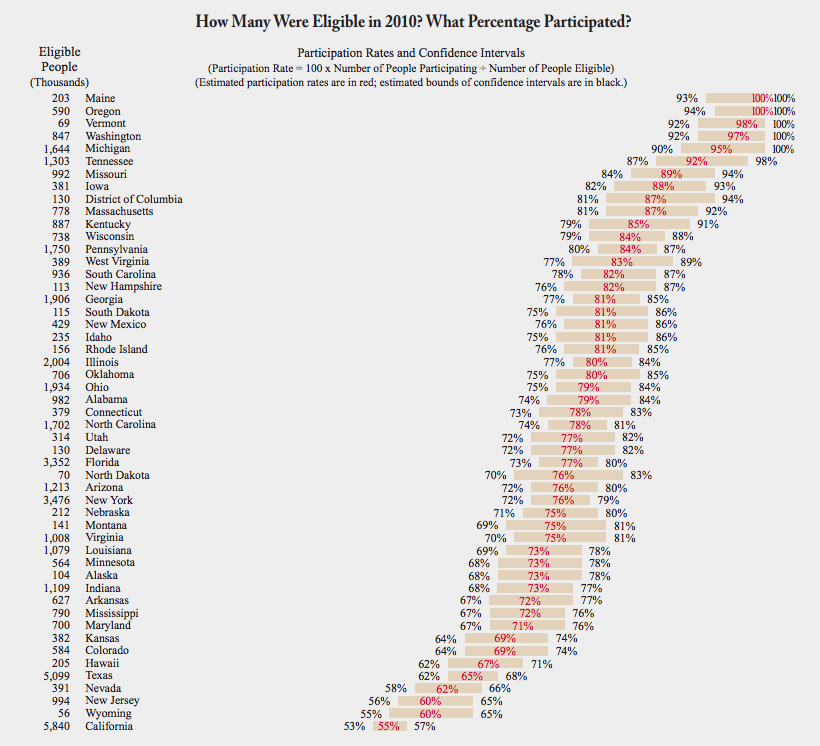 How Many Were Eligible in 2010? What Percentage Participated?
Eligible
People
(Thousands)
Participation Rates and Confidence Intervals
(Participation Rate = 100 x Number of People Participating ÷ Number of People Eligible)
(Estimated participation rates are in red; estimated bounds of confidence intervals are in black.)
203 Maine 93% 100% 100%
590 Oregon 94% 100% 100%
69 Vermont 92% 98% 100%
847 Washington 92% 97% 100%
1,644 Michigan 90% 95% 100%
1,303 Tennessee 87% 92% 98%
992 Missouri 84% 89% 94%
381 Iowa 82% 88% 93%
130 District of Columbia 81% 87% 94%
778 Massachusetts 81% 87% 92%
887 Kentucky 79% 85% 91%
738 Wisconsin 79% 84% 88%
1,750 Pennsylvania 80% 84% 87%
389 West Virginia 77% 83% 89%
936 South Carolina 78% 82% 87%
113 New Hampshire 76% 82% 87%
1,906 Georgia 77% 81% 85%
115 South Dakota 75% 81% 86%
429 New Mexico 76% 81% 86%
235 Idaho 75% 81% 86%
156 Rhode Island 76% 81% 85%
2,004 Illinois 77% 80% 84%
706 Oklahoma 75% 80% 85%
1,934 Ohio 75% 79% 84%
982 Alabama 74% 79% 84%
379 Connecticut 73% 78% 83%
1,702 North Carolina 74% 78% 81%
314 Utah 72% 77% 82%
130 Delaware 72% 77% 82%
3,352 Florida 73% 77% 80%
70 North Dakota 70% 76% 83%
1,213 Arizona 72% 76% 80%
3,476 New York 72% 76% 79%
212 Nebraska 71% 75% 80%
141 Montana 69% 75% 81%
1,008 Virginia 70% 75% 81%
1,079 Louisiana 69% 73% 78%
564 Minnesota 68% 73% 78%
104 Alaska 68% 73% 78%
1,109 Indiana 68% 73% 77%
627 Arkansas 67% 72% 77%
790 Mississippi 67% 72% 76%
700 Maryland 67% 71% 76%
382 Kansas 64% 69% 74%
584 Colorado 64% 69% 74%
205 Hawaii 62% 67% 71%
5,099 Texas 62% 65% 68%
391 Nevada 58% 62% 66%
994 New Jersey 56% 60% 65%
56 Wyoming 55% 60% 65%
5,840 California 53% 55% 57%